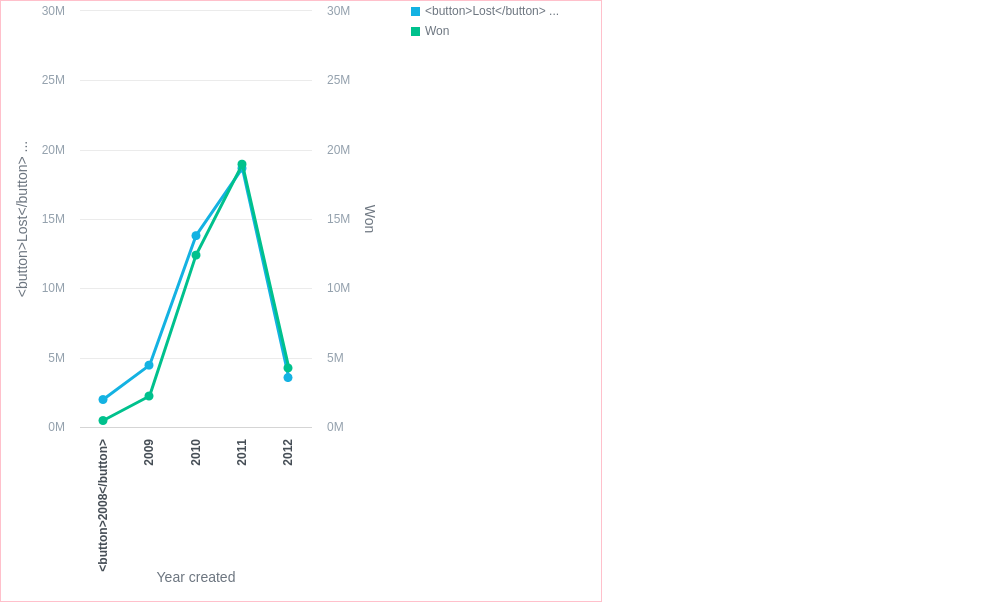 30M
25M
20M
15M
10M
5M
0M
<button>Lost</button> ...
30M
25M
20M
15M
10M
5M
0M
Won
<button>2008</button>
2009
2010
2011
2012
Year created
<button>Lost</button> ...
Won